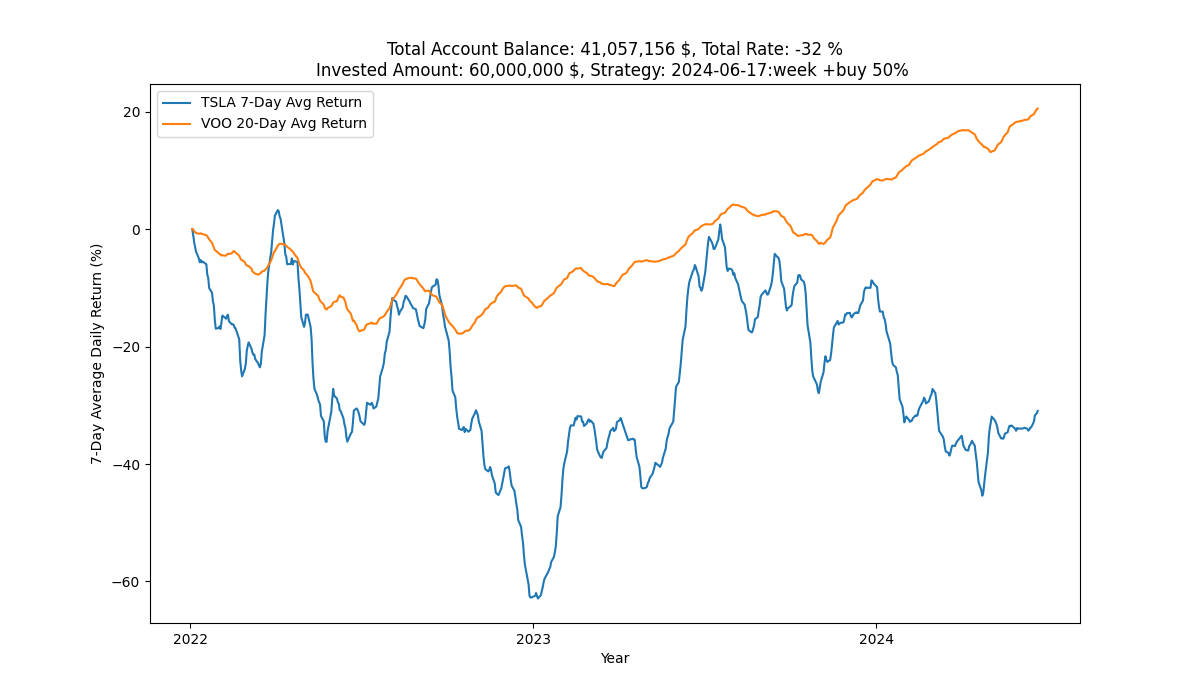 Total Account Balance: 41,057,156 $, Total Rate: -32 %
Invested Amount: 60,000,000 $, Strategy: 2024-06-17:week +buy 50%
TSLA 7-Day Avg Return
VOO 20-Day Avg Return
7-Day Average Daily Return (%)
20
0
−20
−40
−60
2022
2023
2024
Year